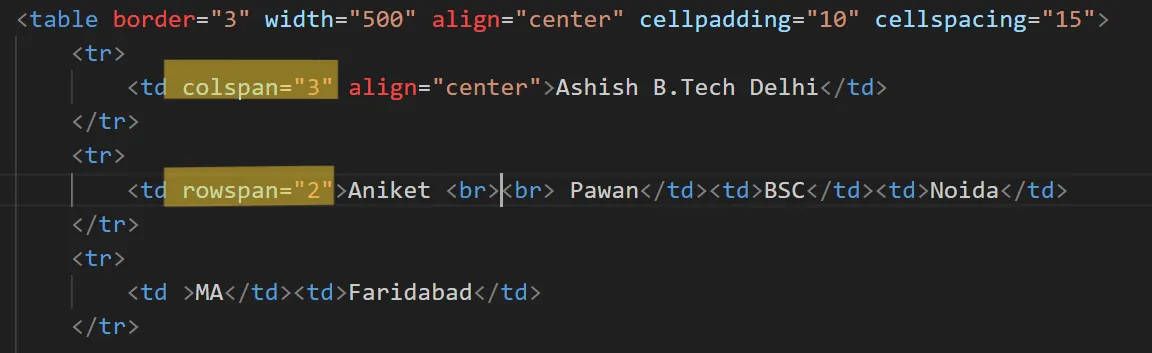 <table border="3" width="500" align="center" cellpadding="10" cellspacing="15">
<tr>
<td colspan="3" align="center">Ashish B.Tech Delhi</td>
</tr>
<tr>
<td rowspan="2">Aniket <br><br> Pawan</td><td>BSC</td><td>Noida</td>
</tr>
<tr>
<td >MA</td><td>Faridabad</td>
</tr>